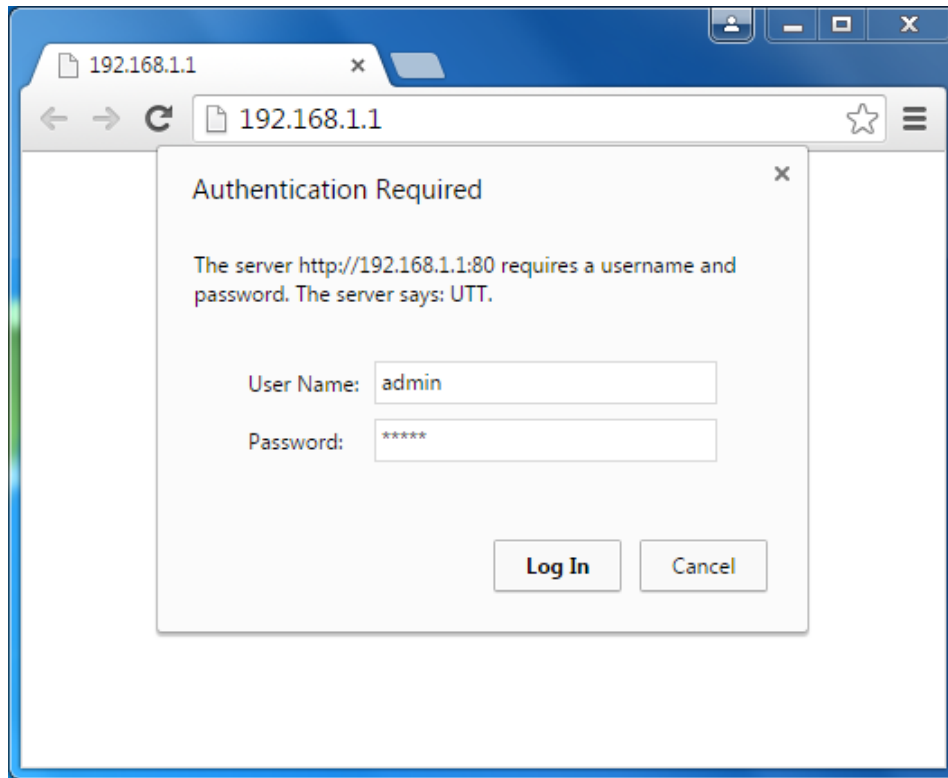 192.168.1.1
192.168.1.1
Authentication Required
The server http://192.168.1.1:80 requires a username and
password. The server says: UTT.
User Name: admin
Password: *****
Log In Cancel